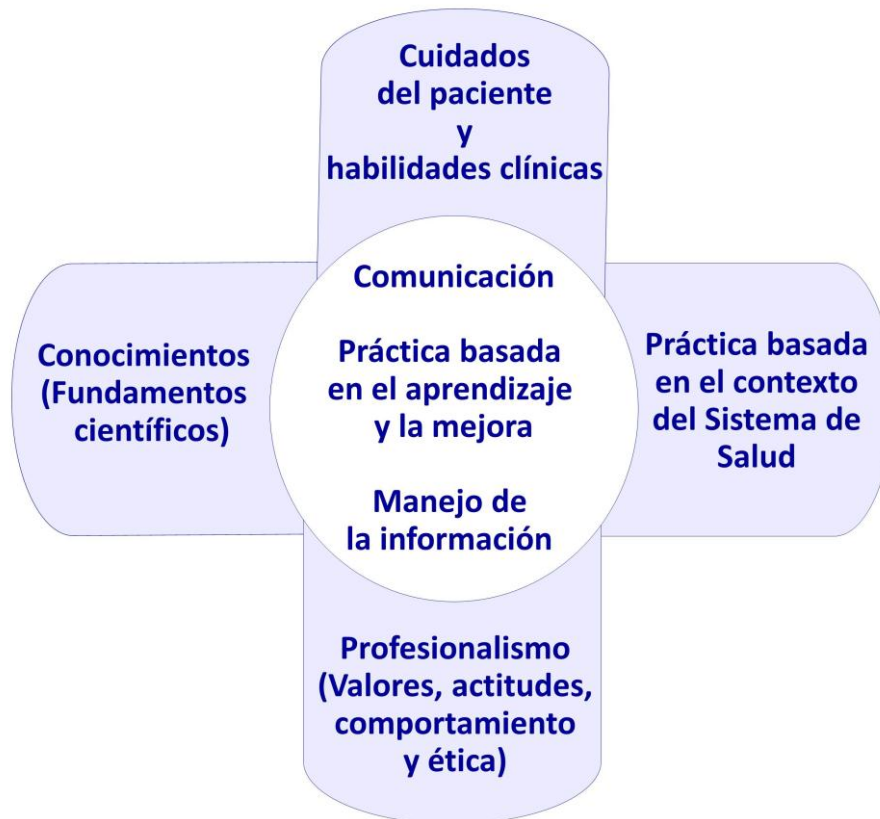 Cuidados
del paciente
y
habilidades clínicas
Conocimientos
(Fundamentos
científicos)
Comunicación
Práctica basada
en el aprendizaje
y la mejora
Manejo de
la información
Práctica basada
en el contexto
del Sistema de
Salud
Profesionalismo
(Valores, actitudes,
comportamiento
y ética)